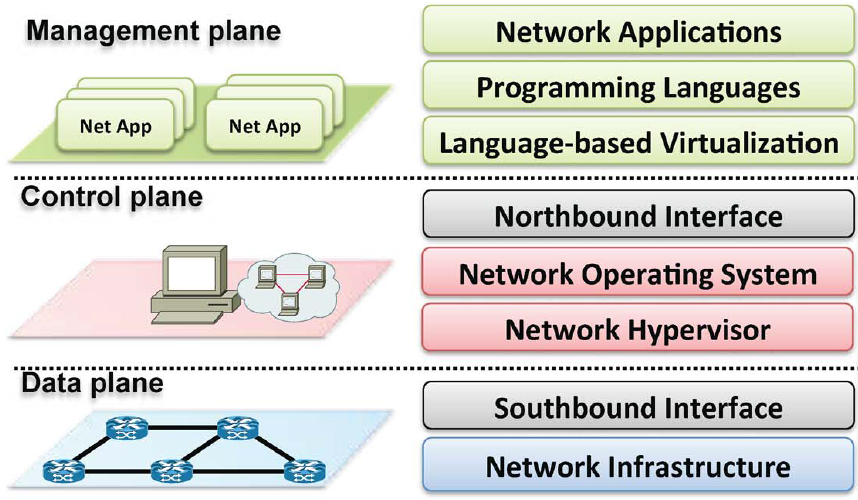 Management plane
Net App
Net App
Network Applications
Programming Languages
Language-based Virtualization
Control plane
Northbound Interface
Network Operating System
Network Hypervisor
Data plane
Southbound Interface
Network Infrastructure